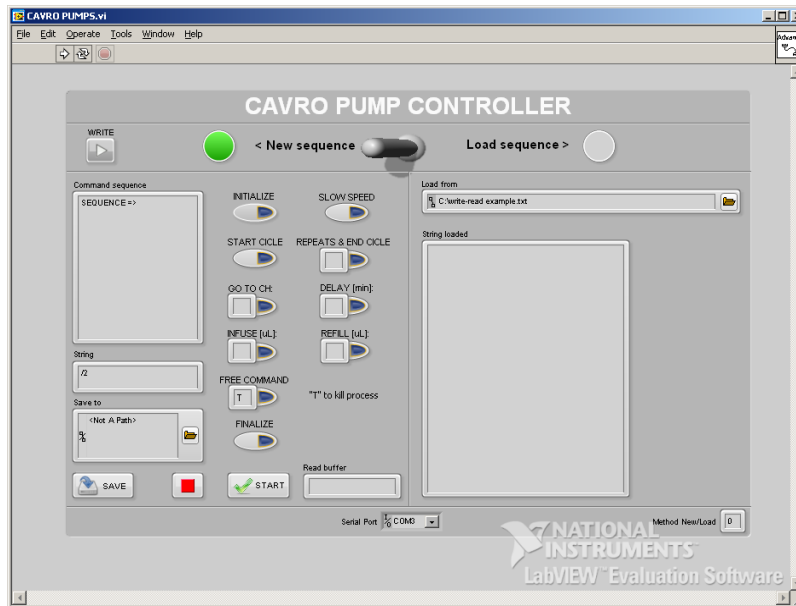 CAVRO PUMPS.vi
File Edit Operate Tools Window Help
CAVRO PUMP CONTROLLER
WRITE
< New sequence
Load sequence >
Command sequence
SEQUENCE =>
INITIALIZE
SLOW SPEED
START CICLE
REPEATS & END CICLE
GO TO CH:
DELAY [min]:
INFUSE [uL]:
REFILL [uL]:
String
/2
FREE COMMAND
T
"T" to kill process
Save to
<Not A Path>
FINALIZE
SAVE
START
Read buffer
Load from
C:\write-read example.txt
String loaded
Serial Port
COM3
Method New/Load
0
NATIONAL
INSTRUMENTS
LabVIEW™ Evaluation Software